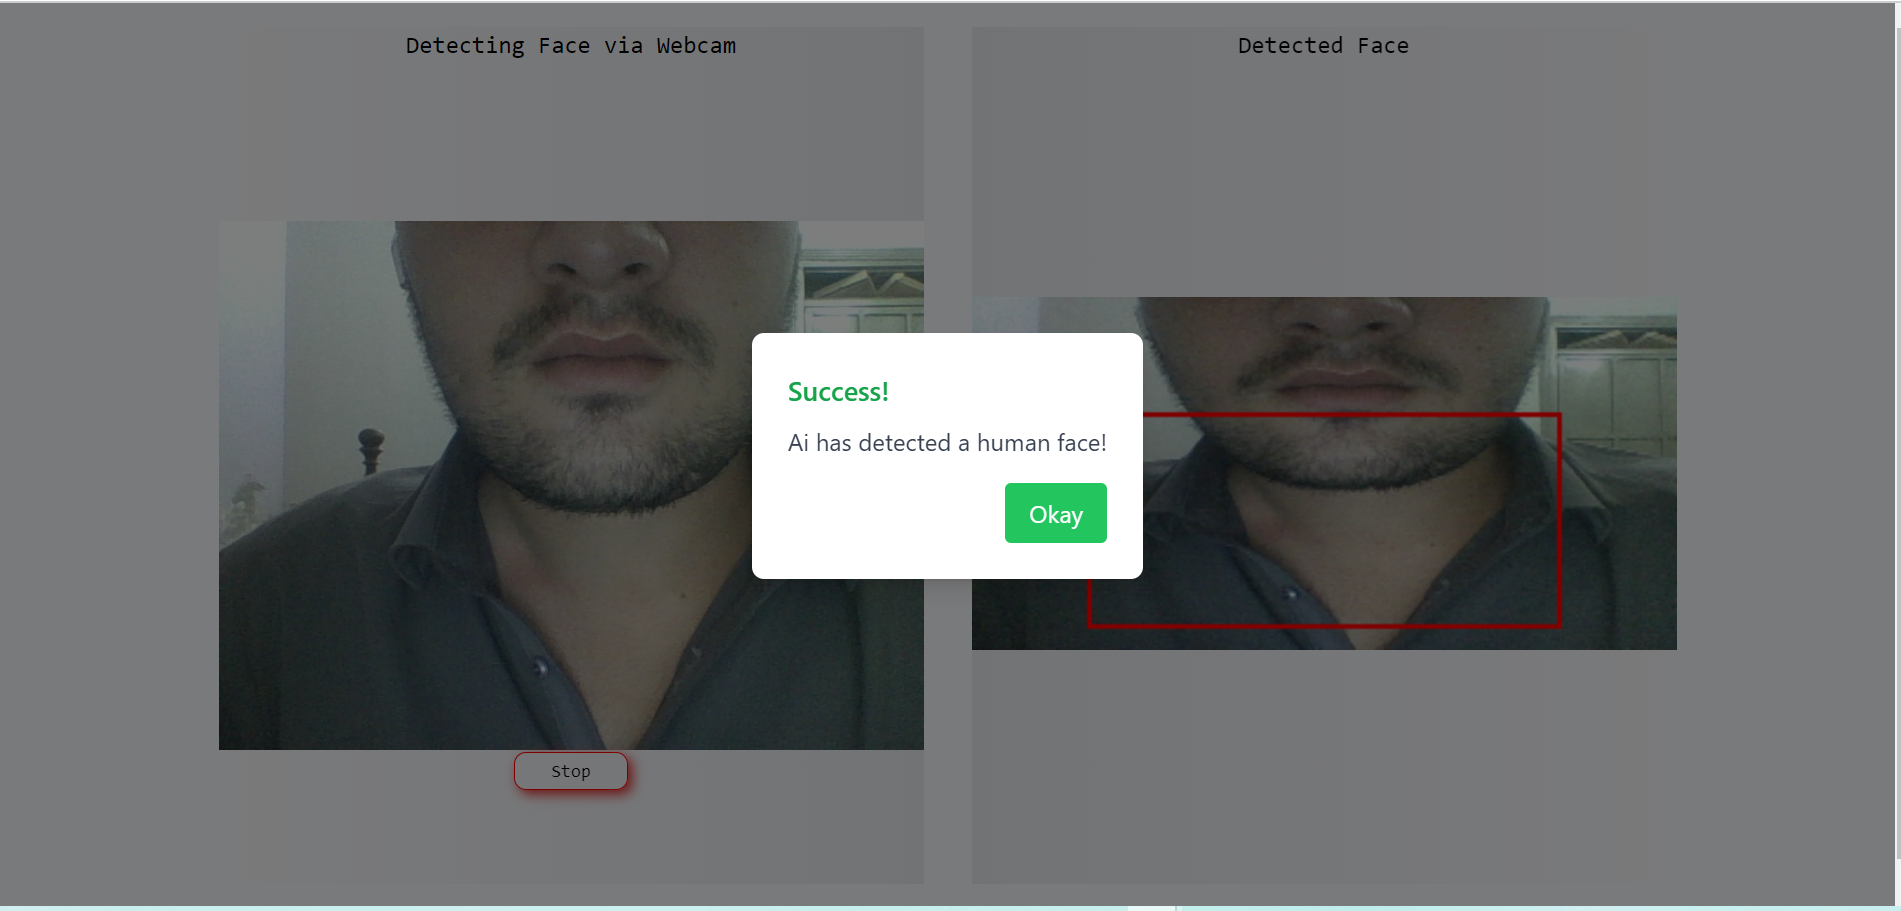 Detecting Face via Webcam
Detected Face
Success!
Ai has detected a human face!
Okay
Stop